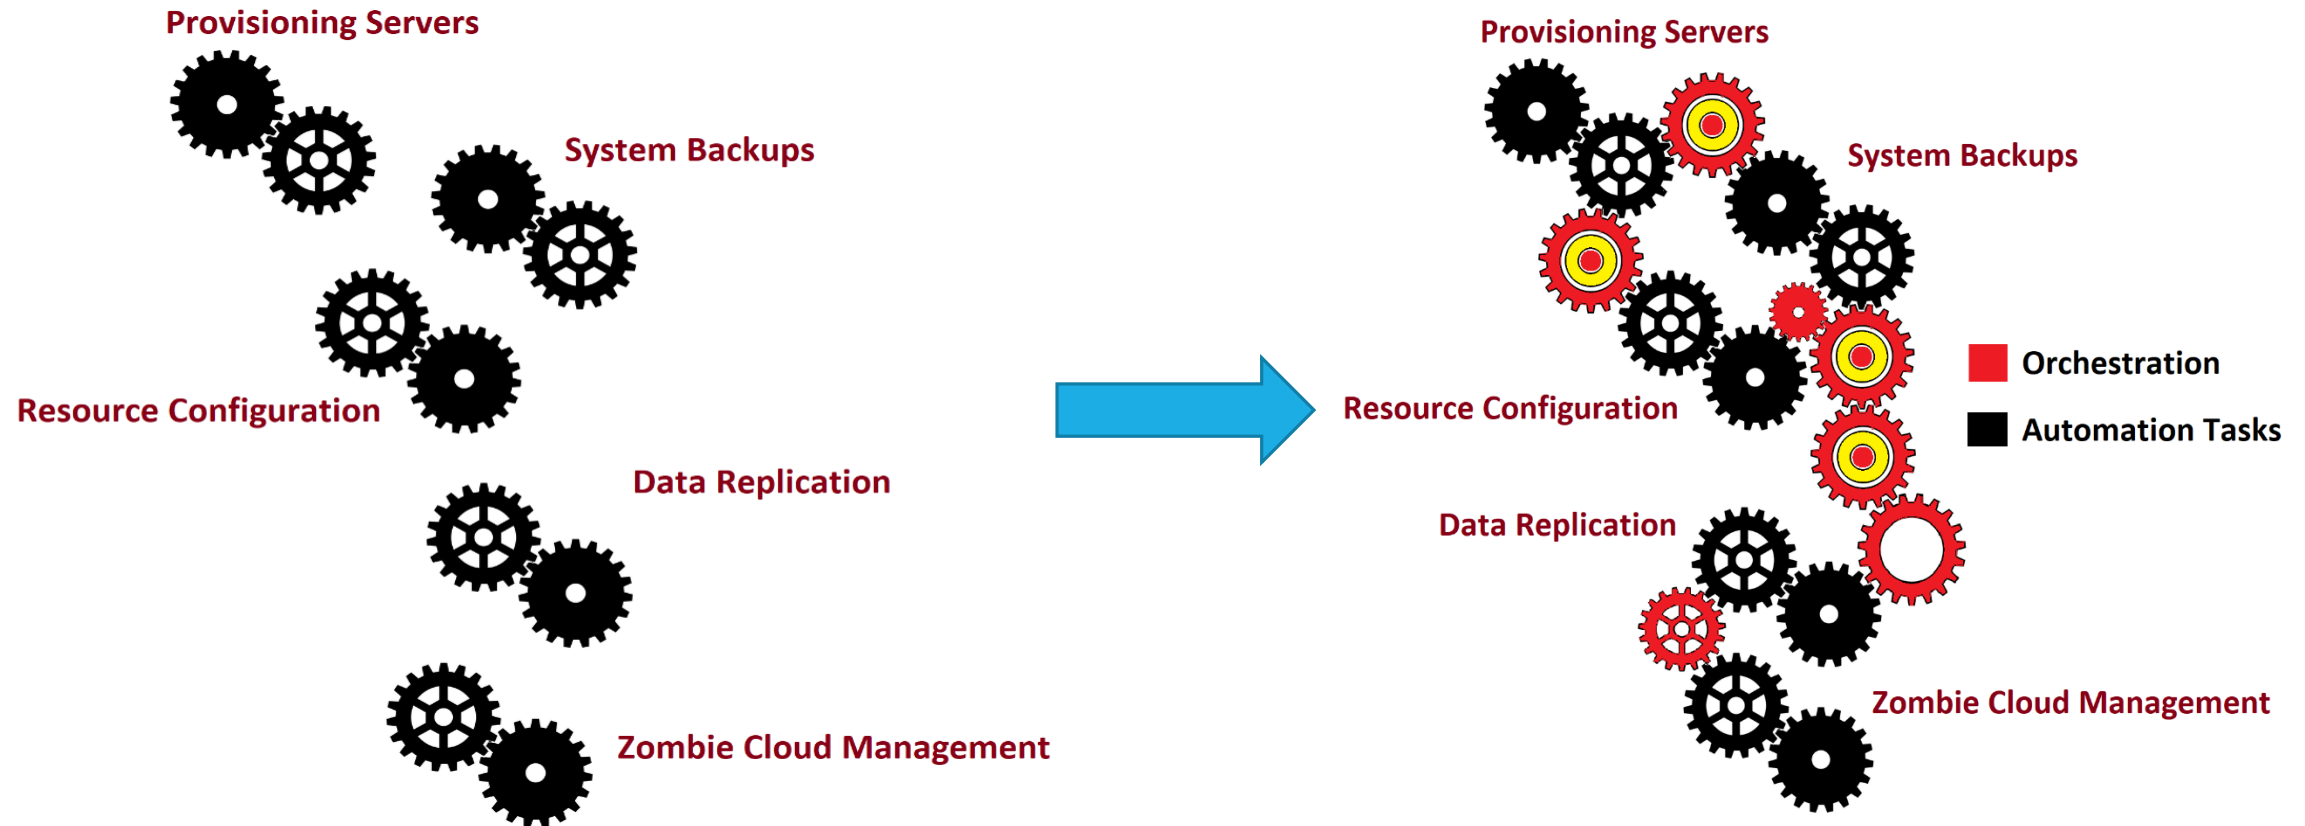 Provisioning Servers
System Backups
Resource Configuration
Data Replication
Zombie Cloud Management
Provisioning Servers
System Backups
Resource Configuration
Data Replication
Zombie Cloud Management
Orchestration
Automation Tasks